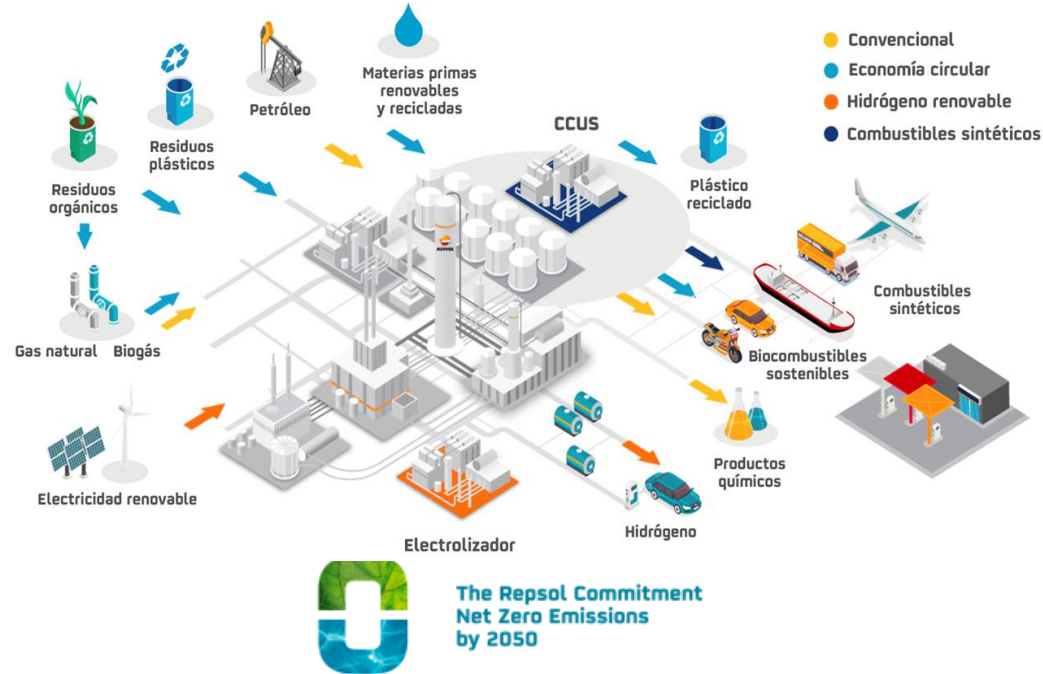 Petróleo
Materias primas
renovables
y recicladas
Convencional
Economía circular
Hidrógeno renovable
Combustibles sintéticos
CCUS
Residuos
plásticos
Residuos
orgánicos
Plástico
reciclado
REPSOL
Combustibles
sintéticos
Gas natural
Biogás
Biocombustibles
sostenibles
Productos
químicos
Electricidad renovable
Hidrógeno
Electrolizador
The Repsol Commitment
Net Zero Emissions
by 2050